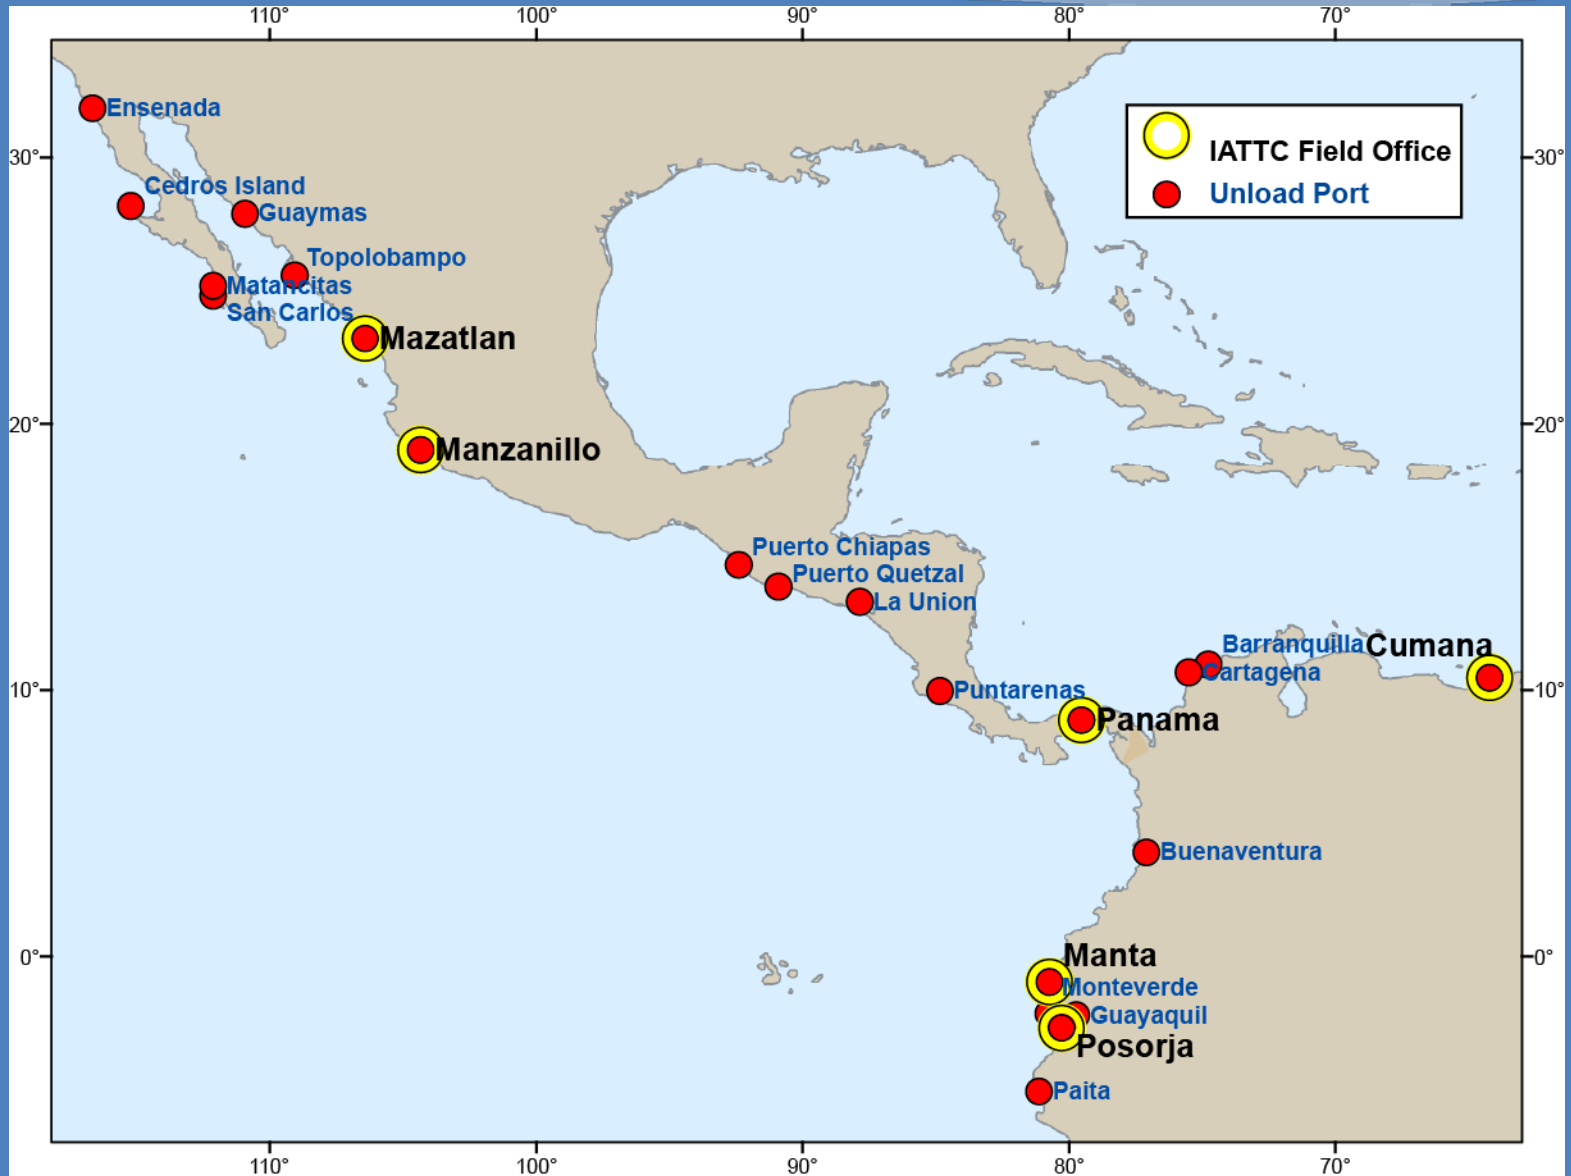 110°
100°
90°
80°
70°
Ensenada
IATTC Field Office
30°
30°
Cedros Island
Unload Port
Guaymas
Topolobampo
Matancitas
San Carlos
Mazatlan
20°
20°
Manzanillo
Puerto Chiapas
Puerto Quetzal
La Union
Barranquilla
Cumana
Cartagena
10°
Puntarenas
10°
Panama
Buenaventura
Manta
0°
0°
Monteverde
Guayaquil
Posorja
Paita
110°
100°
90°
80°
70°